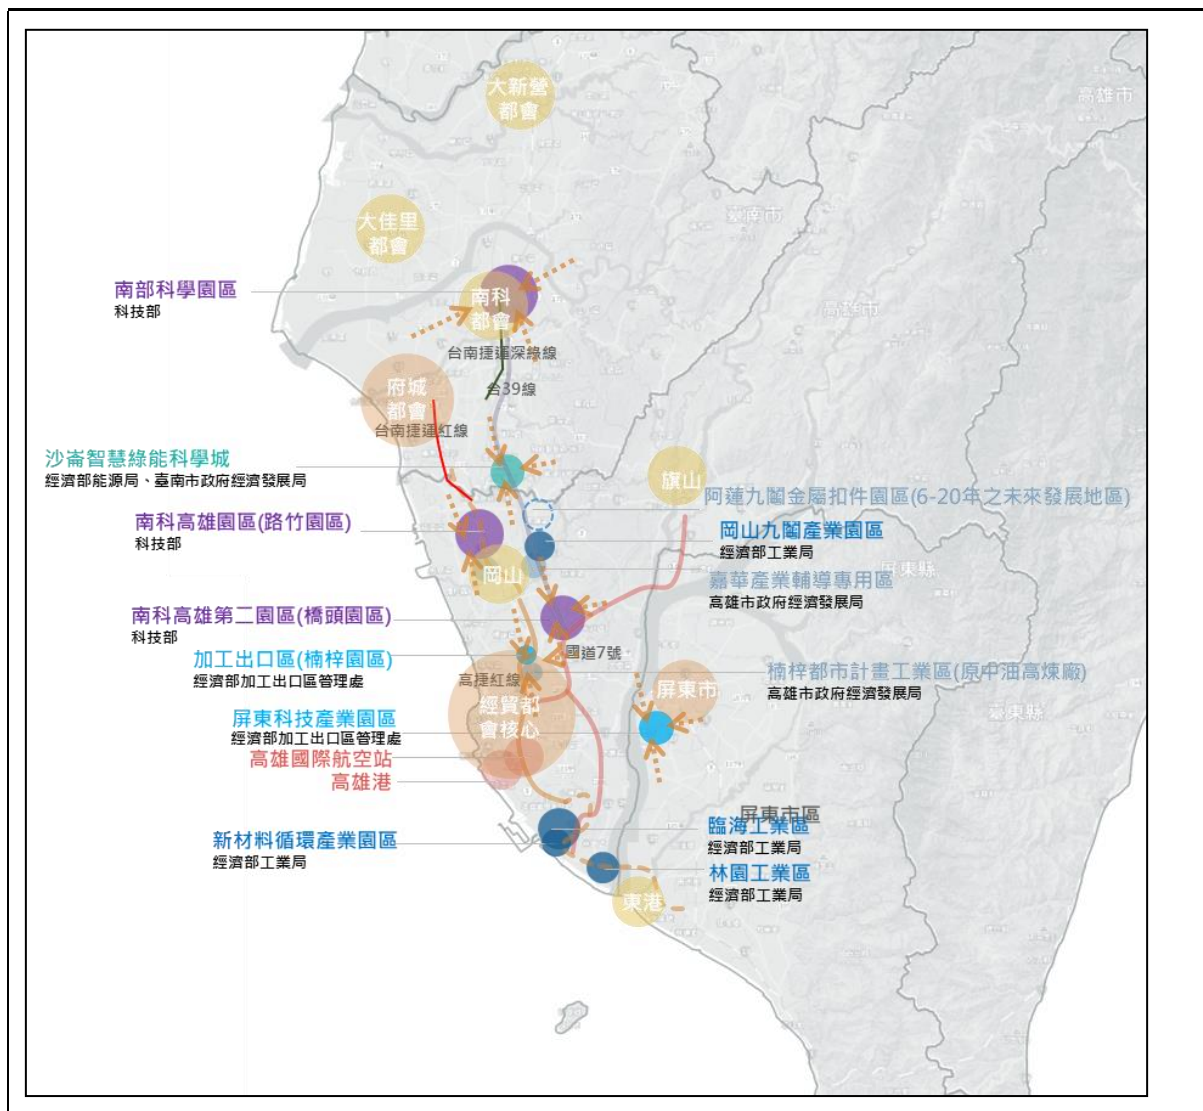 大新營
都會
高雄市
大佳里
都會
臺南市
南部科學園區
科技部
南科
都會
高雄市
台南捷運深綠線
府城
都會
台39線
台南捷運紅線
沙崙智慧綠能科學城
經濟部能源局、臺南市政府經濟發展局
旗山
阿蓮九鬮金屬扣件園區(6-20年之未來發展地區)
南科高雄園區(路竹園區)
科技部
岡山九鬮產業園區
經濟部工業局
岡山
屏東縣
嘉華產業輔導專用區
高雄市政府經濟發展局
南科高雄第二園區(橋頭園區)
科技部
國道7號
加工出口區(楠梓園區)
經濟部加工出口區管理處
高捷紅線
楠梓都市計畫工業區(原中油高煉廠)
高雄市政府經濟發展局
屏東市
經貿都
會核心
臺東縣
屏東科技產業園區
經濟部加工出口區管理處
高雄國際航空站
高雄港
屏東市區
臨海工業區
經濟部工業局
新材料循環產業園區
經濟部工業局
林園工業區
經濟部工業局
東港